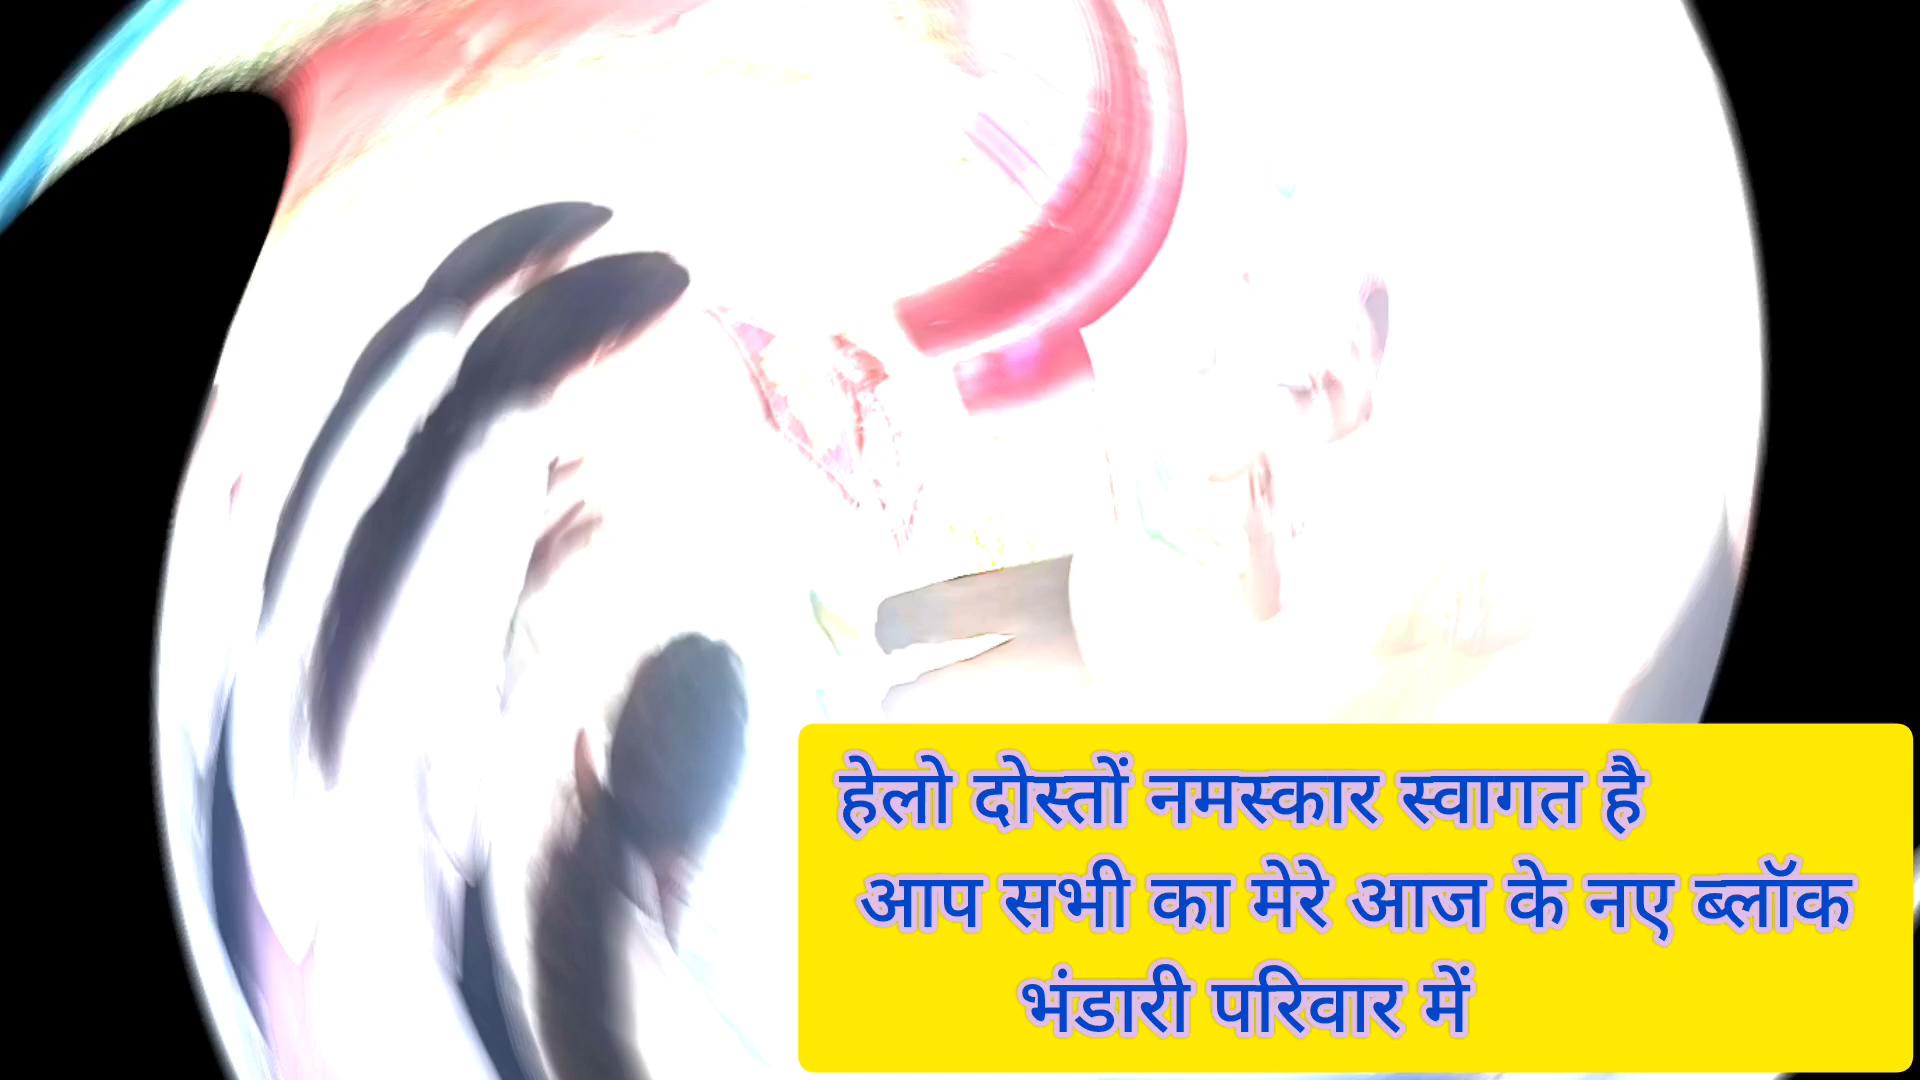 हेलो दोस्तों नमस्कार स्वागत है
आप सभी का मेरे आज के नए ब्लॉक
भंडारी परिवार में